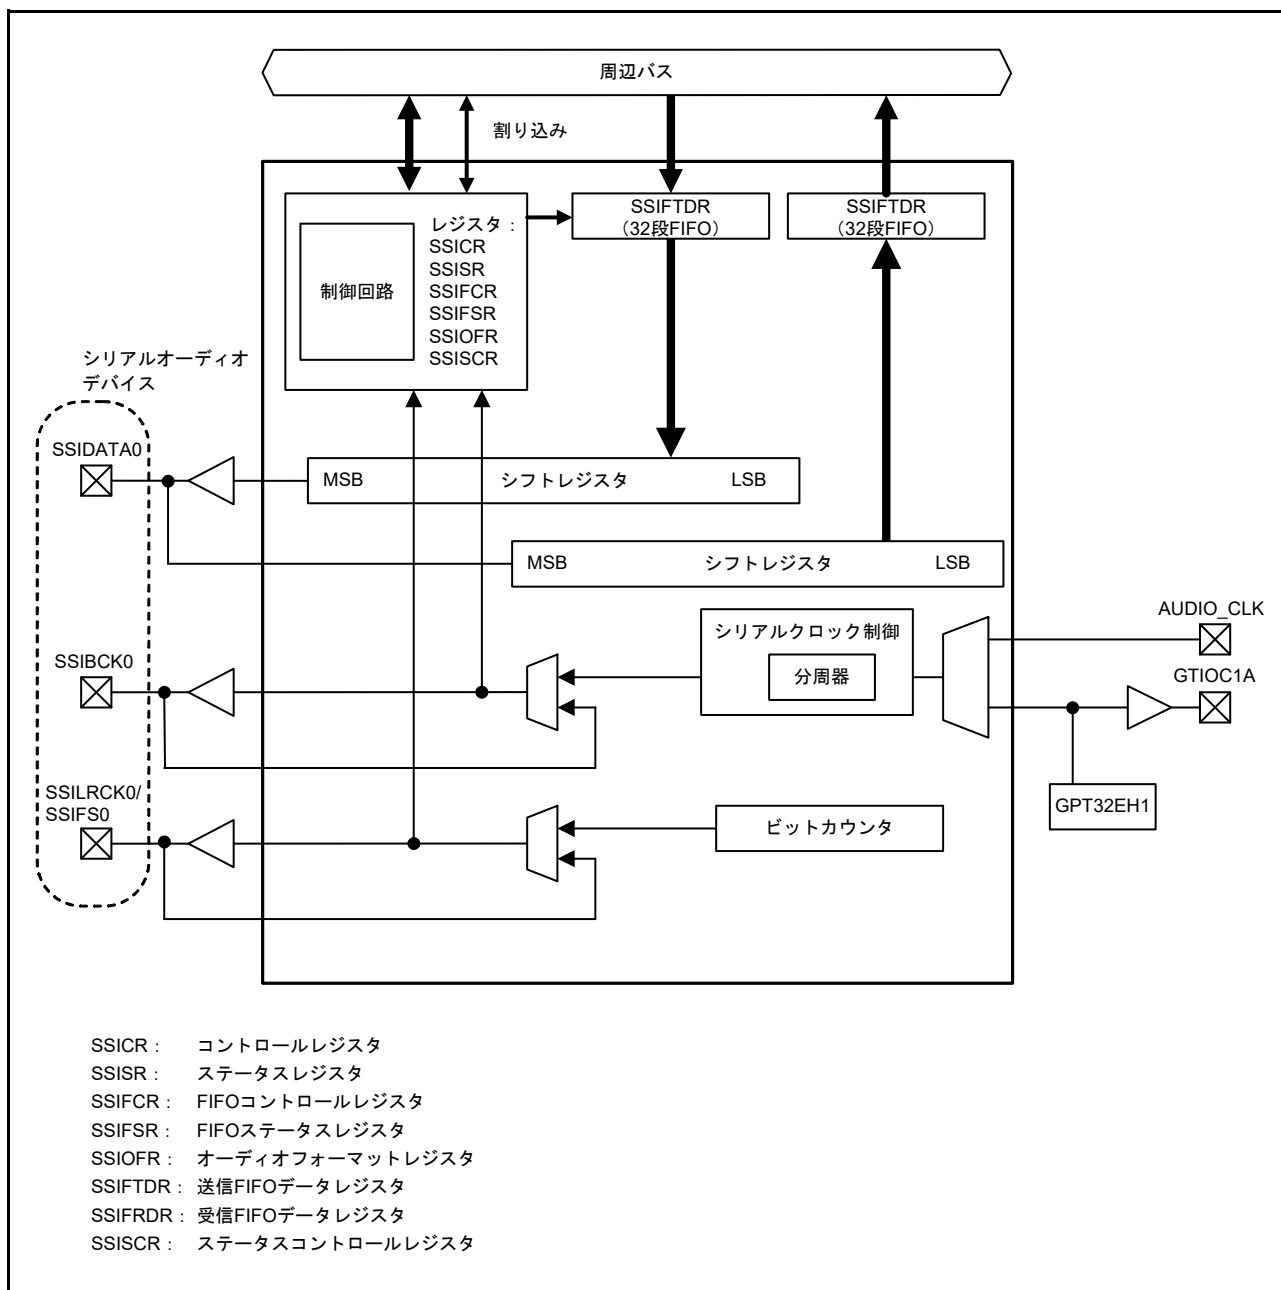 周辺バス
割り込み
レジスタ：
SSICR
SSISR
SSIFCR
SSIFSR
SSIOFR
SSISCR
制御回路
SSIFTDR
（32段FIFO）
SSIFTDR
（32段FIFO）
シリアルオーディオ
デバイス
SSIDATA0
MSB シフトレジスタ LSB
MSB シフトレジスタ LSB
シリアルクロック制御
分周器
AUDIO_CLK
GTIOC1A
SSIBCK0
GPT32EH1
SSILRCK0/
SSIFS0
ビットカウンタ
SSICR： コントロールレジスタ
SSISR： ステータスレジスタ
SSIFCR： FIFOコントロールレジスタ
SSIFSR： FIFOステータスレジスタ
SSIOFR： オーディオフォーマットレジスタ
SSIFTDR： 送信FIFOデータレジスタ
SSIFRDR： 受信FIFOデータレジスタ
SSISCR： ステータスコントロールレジスタ